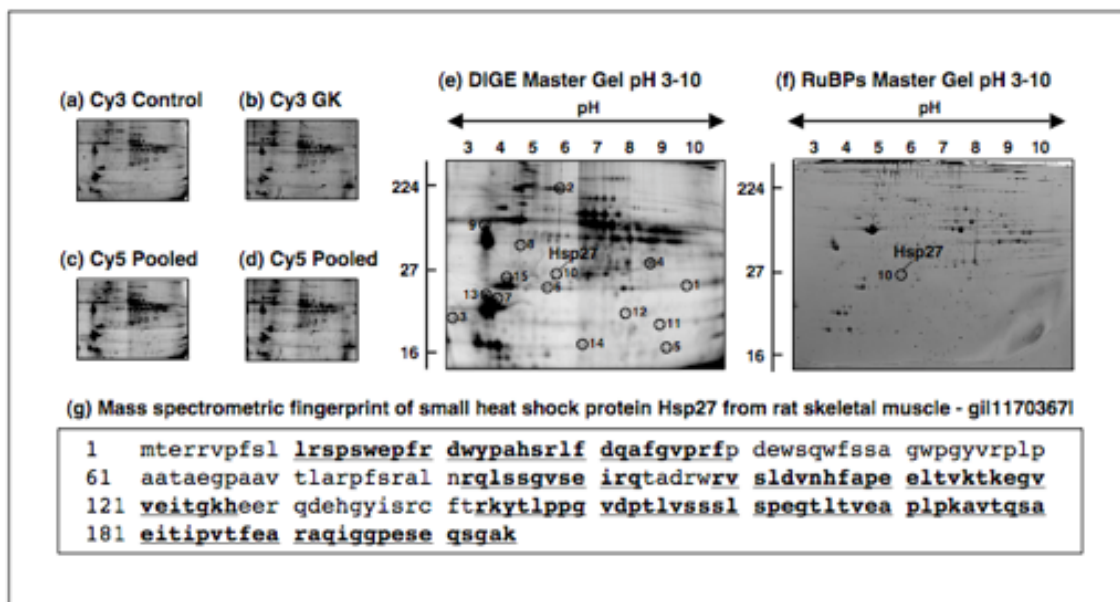 (e) DIGE Master Gel pH 3-10
(f) RuBPs Master Gel pH 3-10
(a) Cy3 Control
(b) Cy3 GK
pH
pH
3 4 5 6 7 8 9 10
3 4 5 6 7 8 9 10
224
2
224
9
8
Hsp27
4
Hsp27
27
15
10
27
10
6
1
13
7
3
12
11
(c) Cy5 Pooled
(d) Cy5 Pooled
14
5
16
16
(g) Mass spectrometric fingerprint of small heat shock protein Hsp27 from rat skeletal muscle - gil1170367l
1 mterrvpfsl lrspswepfr dwypahsrlf dqafgvprfp dewsqwfssa gwpgyvrplp
61 aataegpaav tlarpfsraln rqlssgvse irqtadrwrv sldvnhfape eltvktkegv
121 veitgkheer qdehgyisrc ftrkytlppg vdptlvsssl spegtltvea plpkavtqsa
181 eitipvtfea raqiggpese qsgak